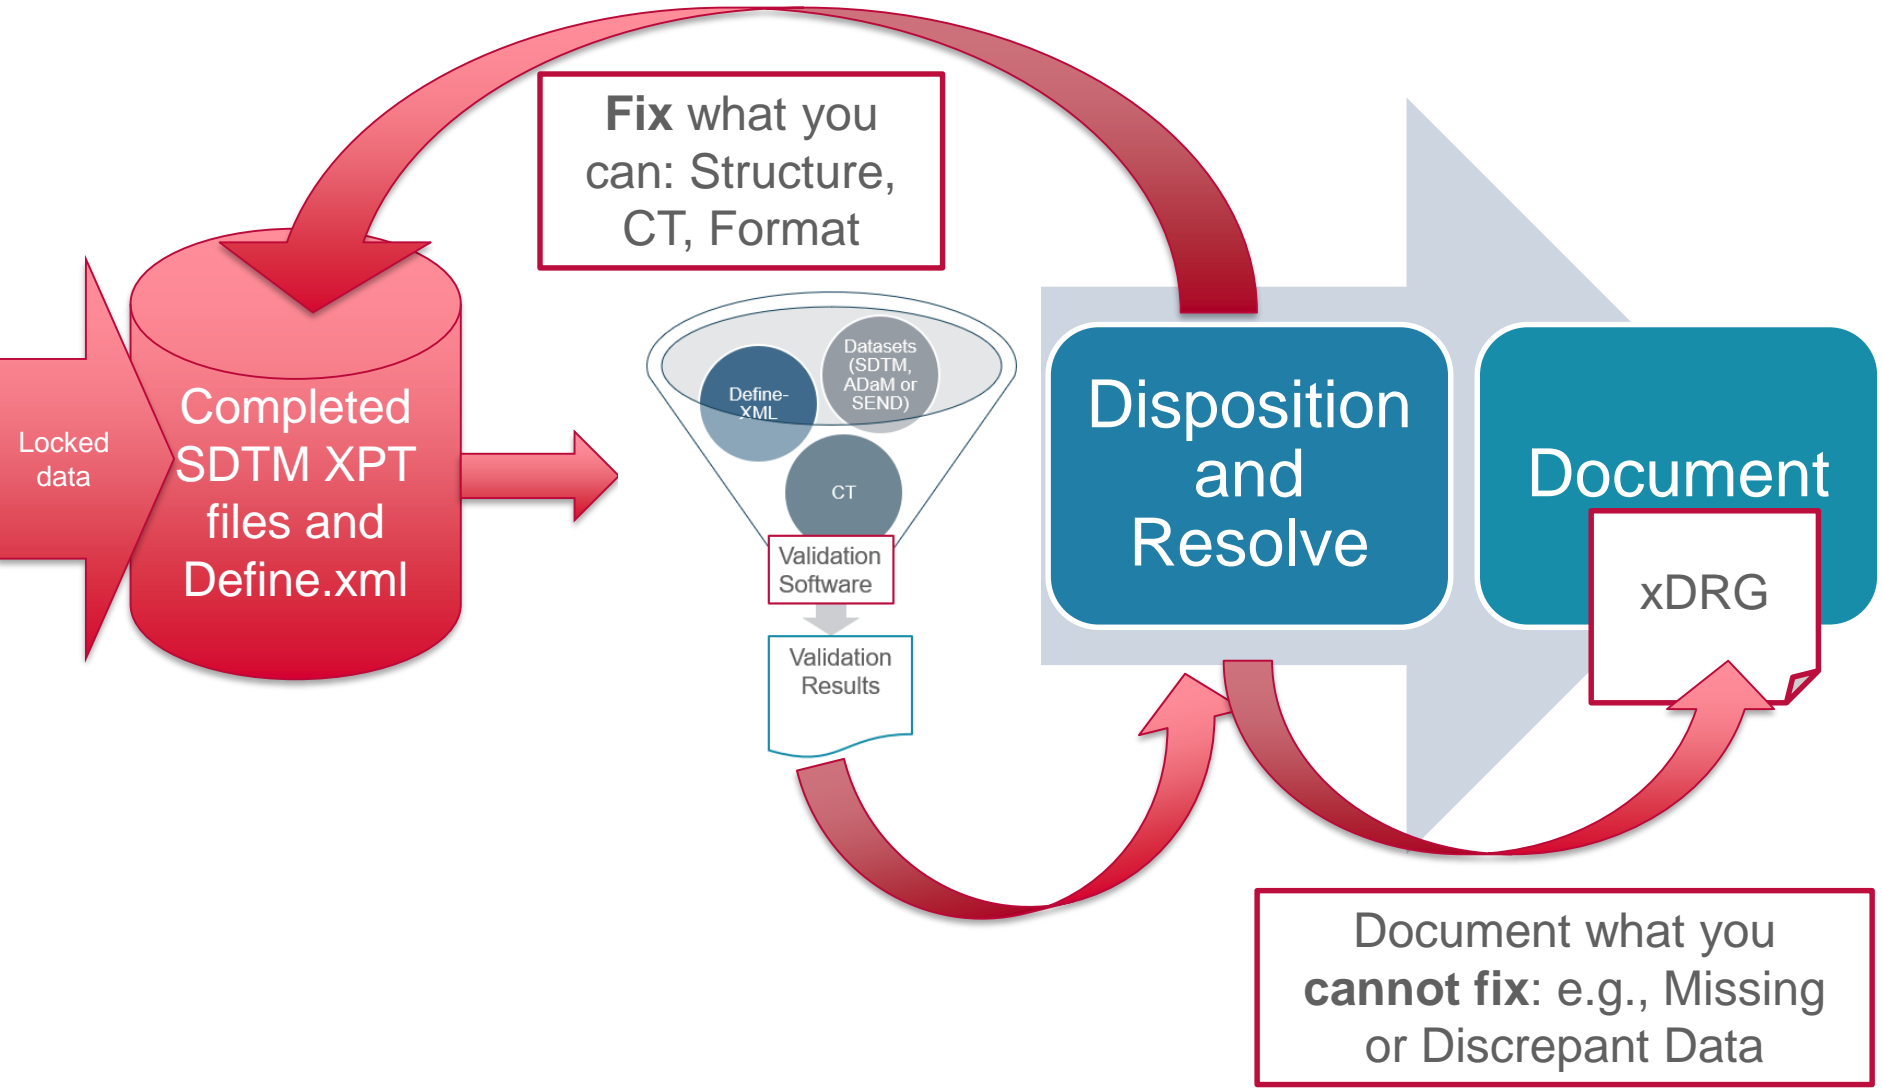 Fix what you
can: Structure,
CT, Format
Locked
data
Completed
SDTM XPT
files and
Define.xml
Define-
XML
Datasets
(SDTM,
ADaM or
SEND)
CT
Validation
Software
Validation
Results
Disposition
and
Resolve
Document
xDRG
Document what you
cannot fix: e.g., Missing
or Discrepant Data